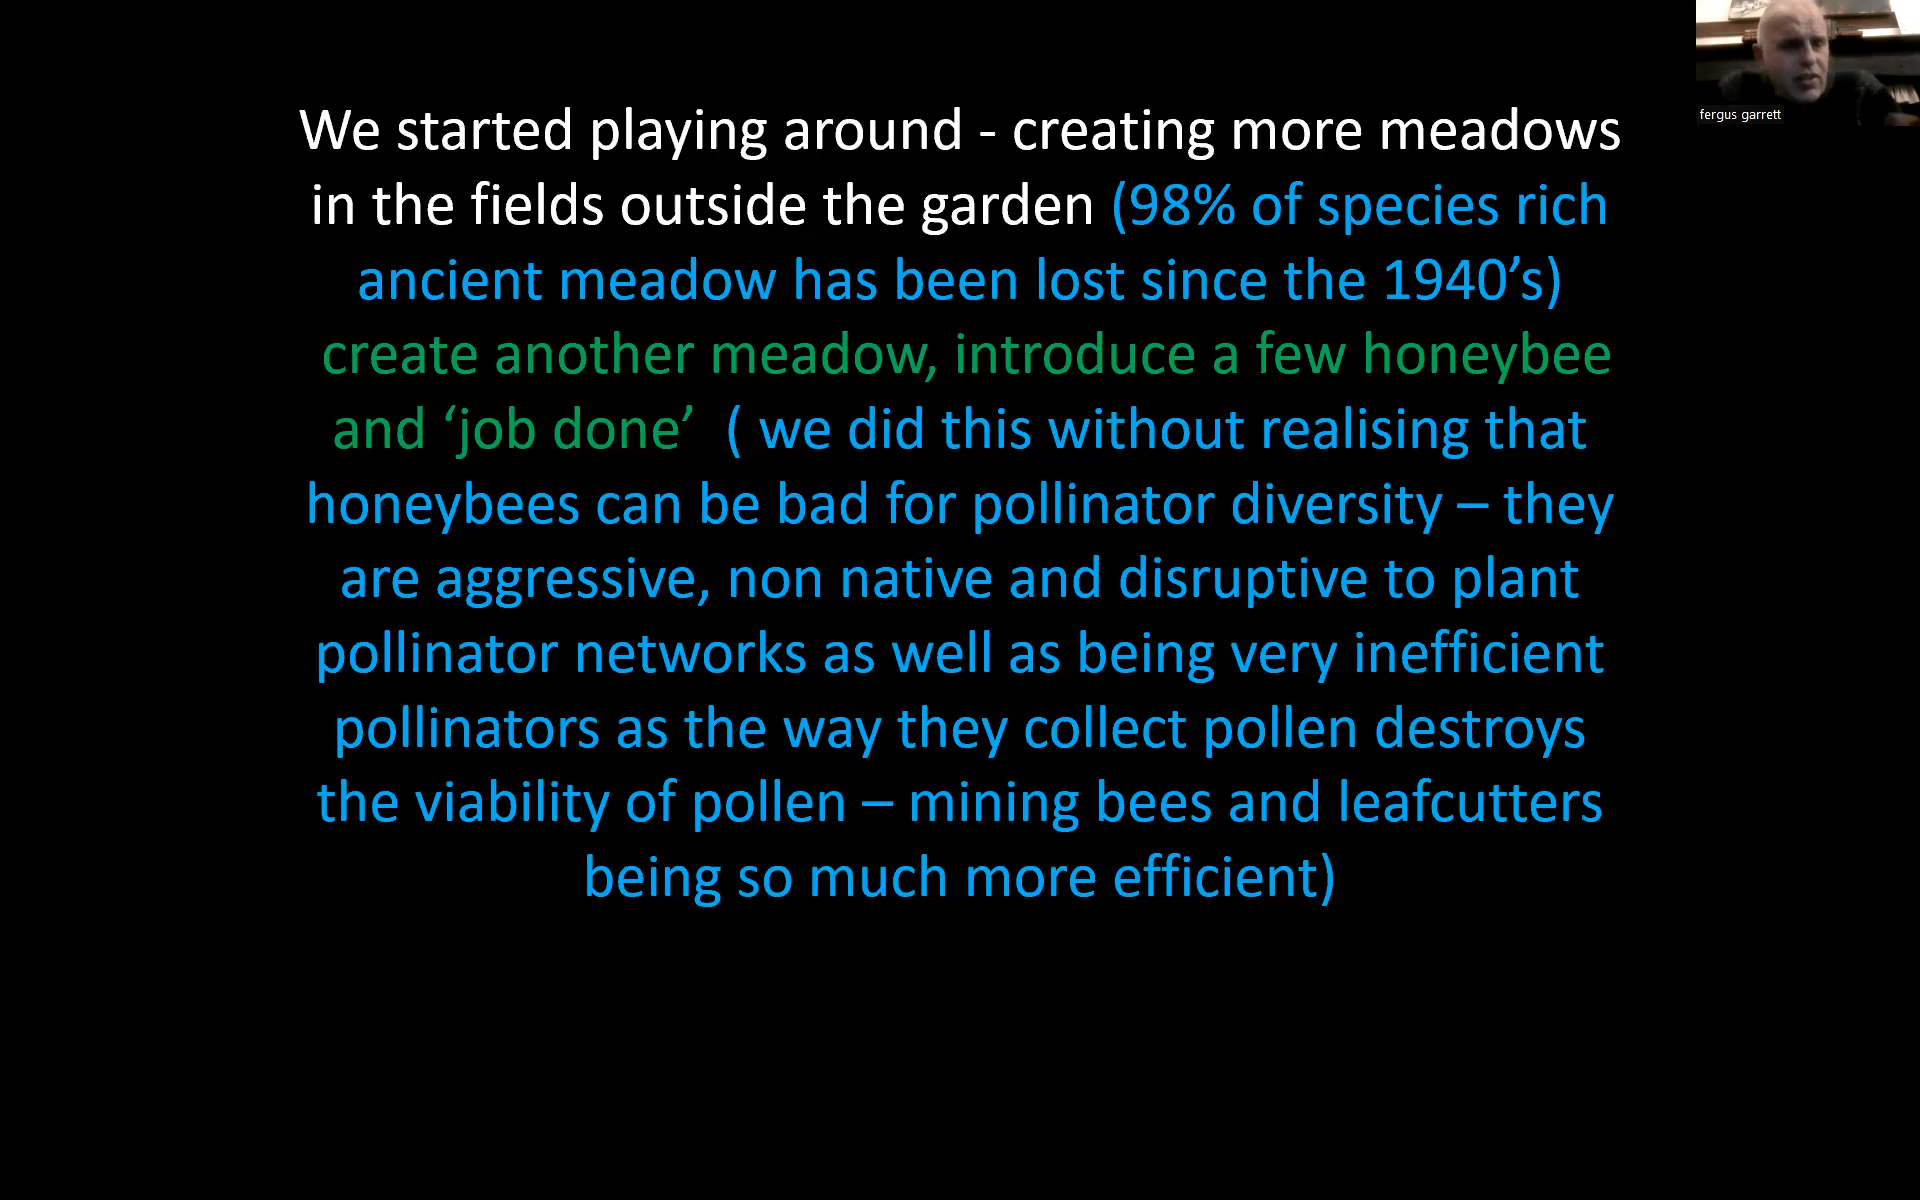 We started playing around - creating more meadows
in the fields outside the garden (98% of species rich
ancient meadow has been lost since the 1940’s)
create another meadow, introduce a few honeybee
and ‘job done’ ( we did this without realising that
honeybees can be bad for pollinator diversity – they
are aggressive, non native and disruptive to plant
pollinator networks as well as being very inefficient
pollinators as the way they collect pollen destroys
the viability of pollen – mining bees and leafcutters
being so much more efficient)
fergus garrett